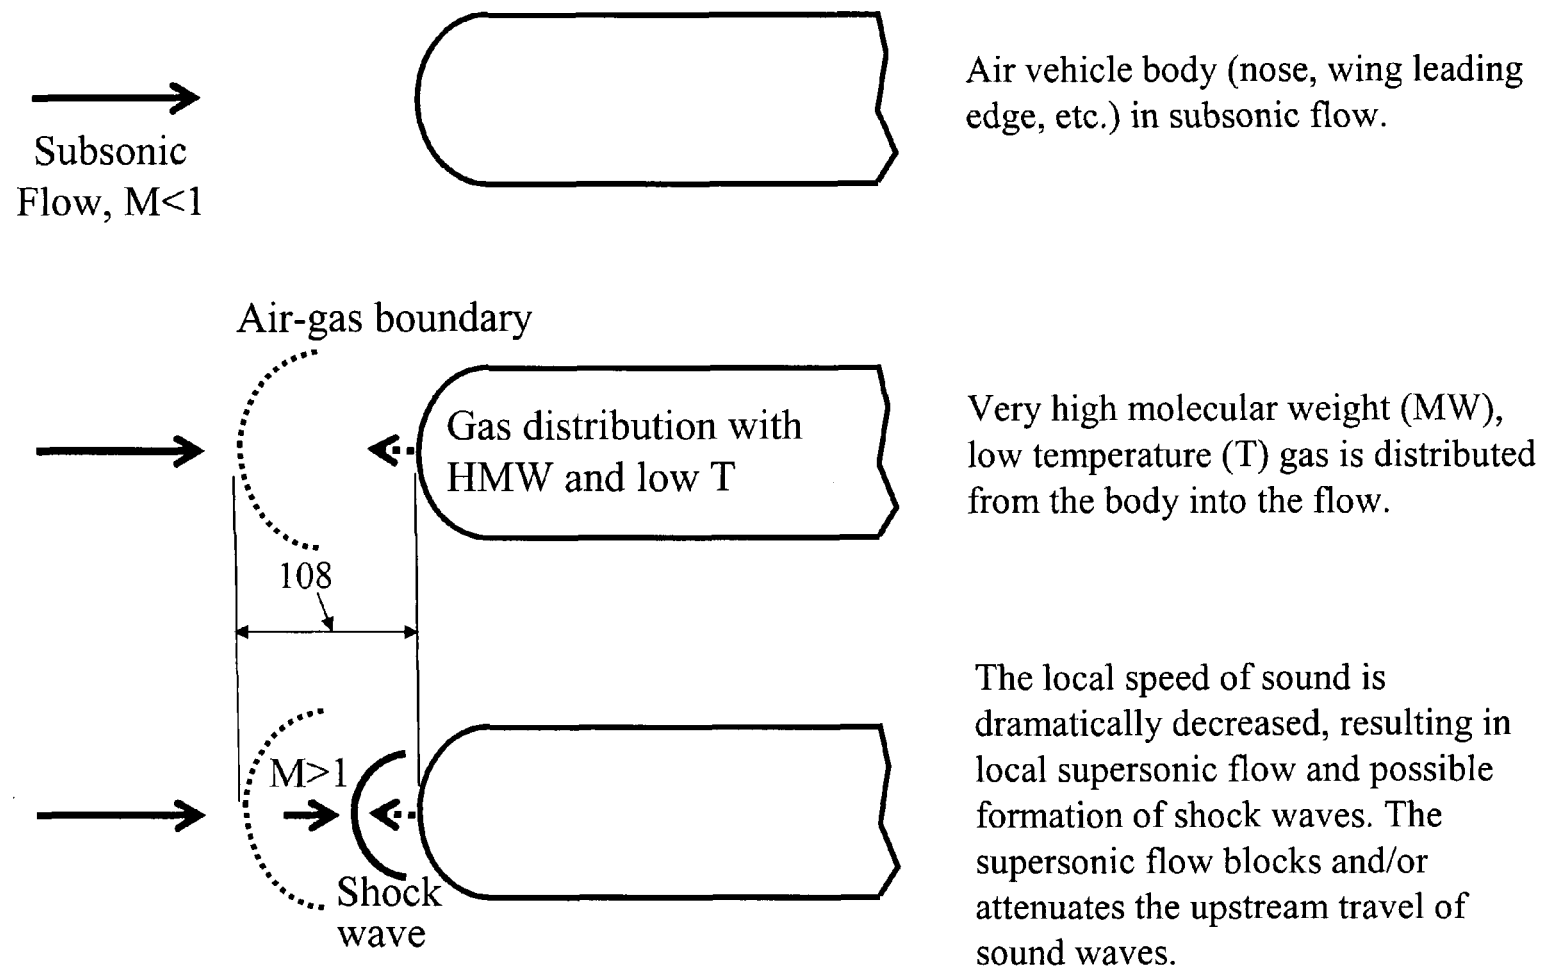 Air vehicle body (nose, wing leading
edge, etc.) in subsonic flow.
Subsonic
Flow, M<1
Air-gas boundary
Gas distribution with
HMW and low T
Very high molecular weight (MW),
low temperature (T) gas is distributed
from the body into the flow.
108
M>1
Shock
wave
The local speed of sound is
dramatically decreased, resulting in
local supersonic flow and possible
formation of shock waves. The
supersonic flow blocks and/or
attenuates the upstream travel of
sound waves.